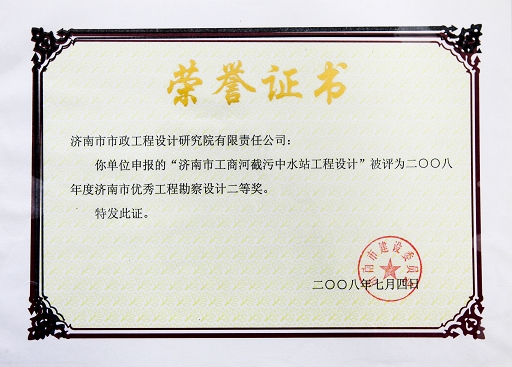 荣誉证书
济南市市政工程设计研究院有限责任公司：
你单位申报的“济南市工商河截污中水站工程设计”被评为二〇〇八
年度济南市优秀工程勘察设计二等奖。
特发此证。
济南市建设委员会
二〇〇八年七月四日